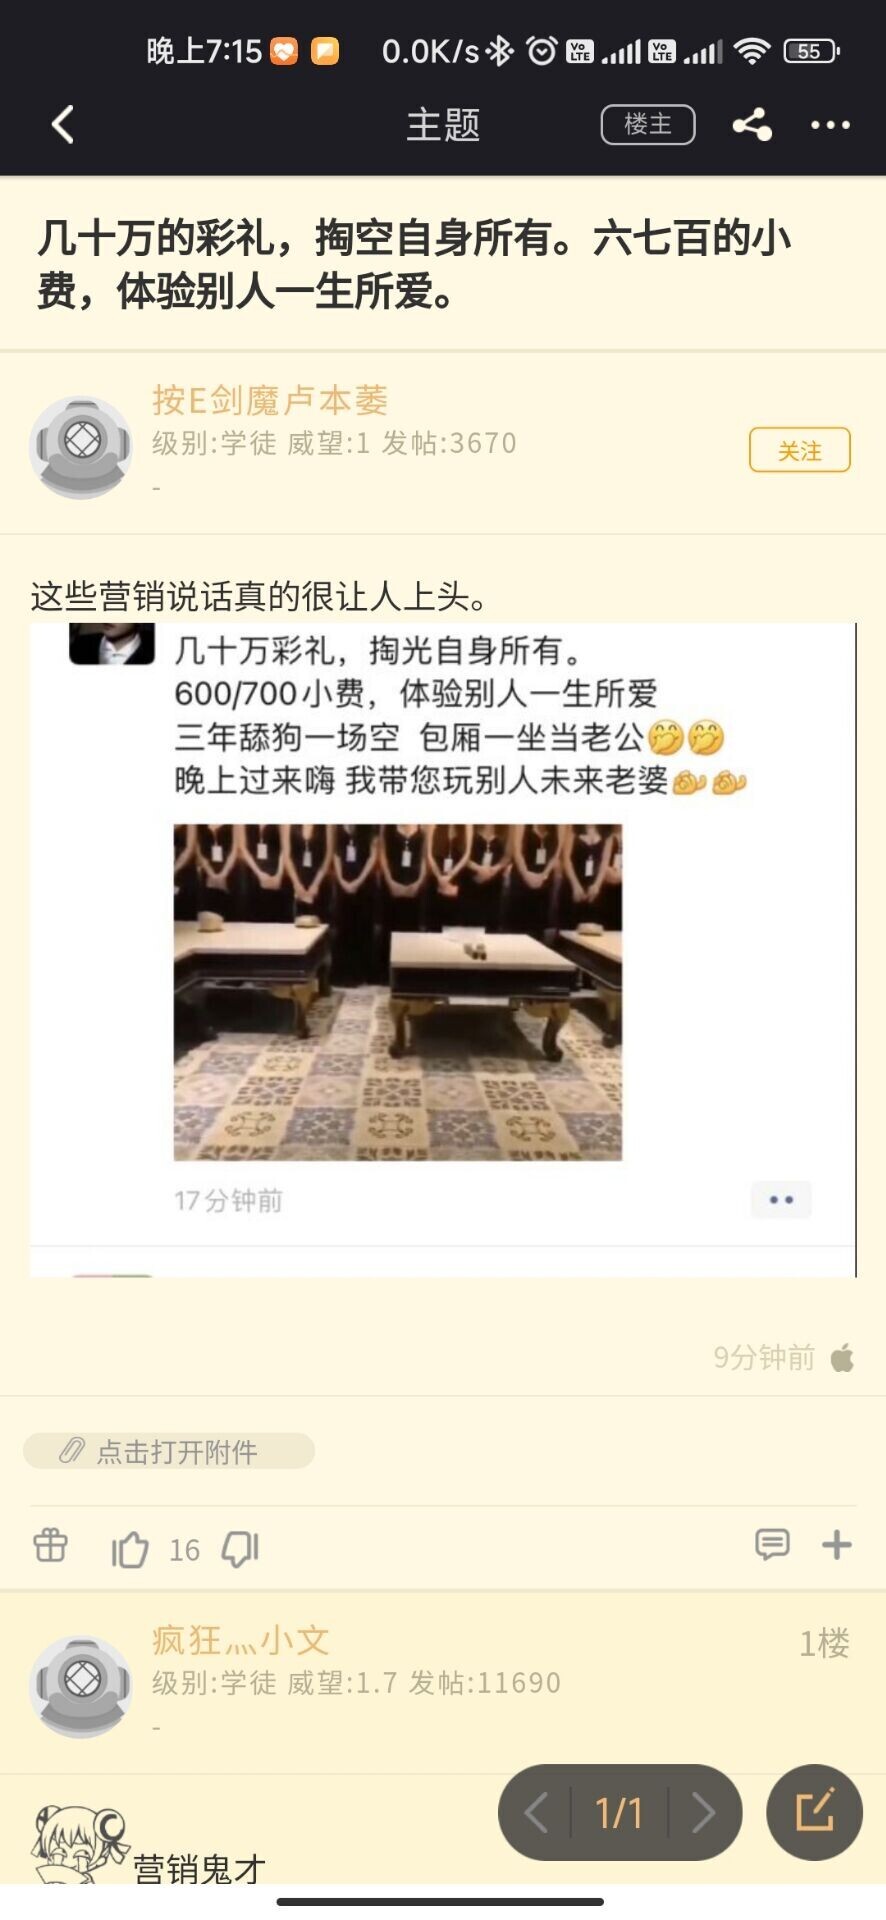 晚上7:15 0.0K/s VoLTE VoLTE 55
主题 楼主
几十万的彩礼，掏空自身所有。六七百的小
费，体验别人一生所爱。
按E剑魔卢本萎
级别:学徒 威望:1 发帖:3670
关注
-
这些营销说话真的很让人上头。
几十万彩礼，掏光自身所有。
600/700小费，体验别人一生所爱
三年舔狗一场空 包厢一坐当老公🤭🤭
晚上过来嗨 我带您玩别人未来老婆
17分钟前
9分钟前
点击打开附件
16
疯狂灬小文
1楼
级别:学徒 威望:1.7 发帖:11690
-
1/1
营销鬼才